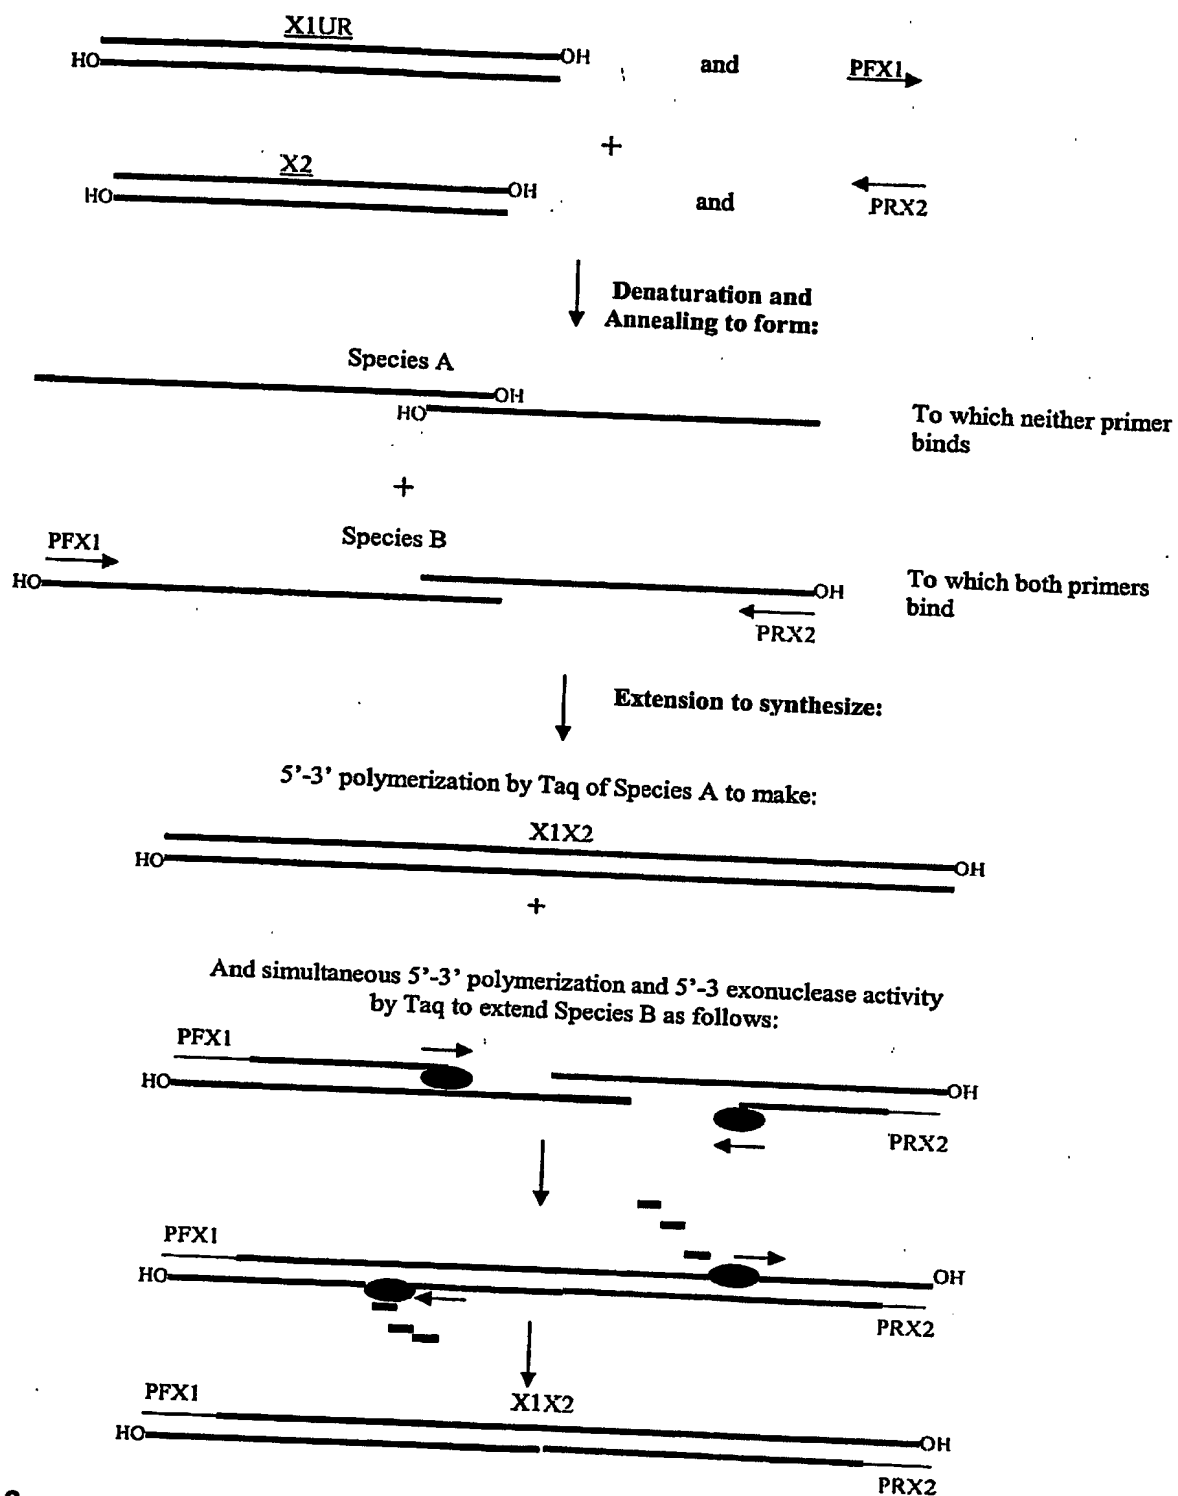 X1UR
HO OH and PFX1
+
X2
HO OH and PRX2
Denaturation and
Annealing to form:
Species A
OH
HO
To which neither primer
binds
+
PFX1
Species B
HO OH
PRX2
To which both primers
bind
Extension to synthesize:
5'-3' polymerization by Taq of Species A to make:
X1X2
HO OH
+
And simultaneous 5'-3' polymerization and 5'-3 exonuclease activity
by Taq to extend Species B as follows:
PFX1
HO OH
PRX2
PFX1
HO OH
PRX2
PFX1 X1X2
HO OH
PRX2